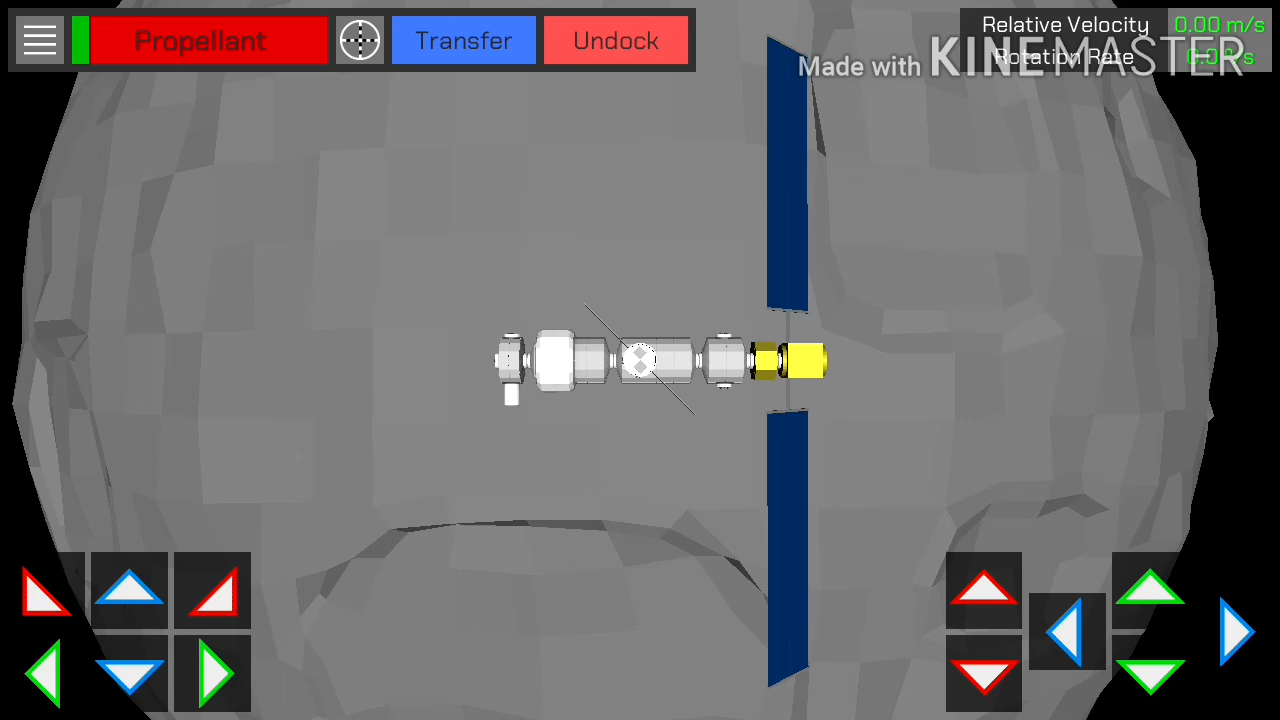 Propellant
Transfer
Undock
Relative Velocity 0.00 m/s
Rotation Rate
Made with KINEMASTER